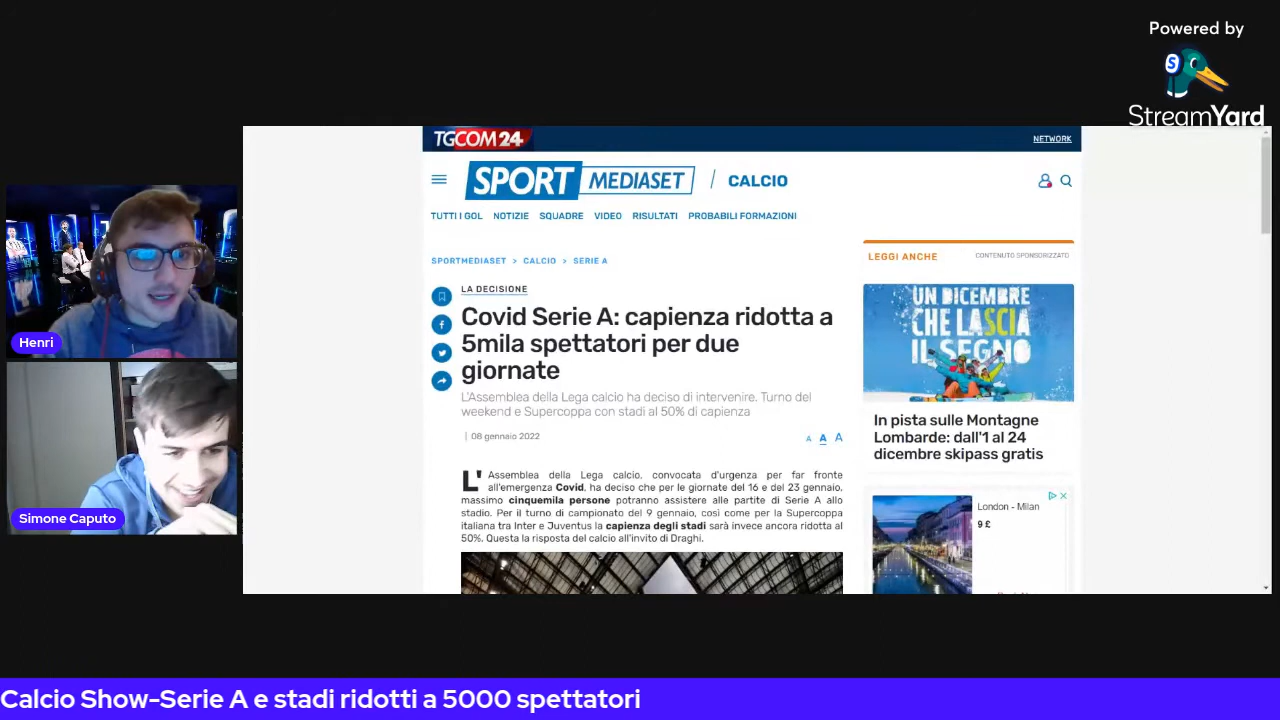 Powered by
StreamYard
TGCOM24
NETWORK
SPORT MEDIASET / CALCIO
TUTTI I GOL NOTIZIE SQUADRE VIDEO RISULTATI PROBABILI FORMAZIONI
SPORTMEDIASET > CALCIO > SERIE A
LA DECISIONE
Covid Serie A: capienza ridotta a
5mila spettatori per due
giornate
L'Assemblea della Lega calcio ha deciso di intervenire. Turno del
weekend e Supercoppa con stadi al 50% di capienza
| 08 gennaio 2022
A A A
L' Assemblea della Lega calcio, convocata d'urgenza per far fronte
all'emergenza Covid, ha deciso che per le giornate del 16 e del 23 gennaio,
massimo cinquemila persone potranno assistere alle partite di Serie A allo
stadio. Per il turno di campionato del 9 gennaio, così come per la Supercoppa
italiana tra Inter e Juventus la capienza degli stadi sarà invece ancora ridotta al
50%. Questa la risposta del calcio all'invito di Draghi.
LEGGI ANCHE CONTENUTO SPONSORIZZATO
UN DICEMBRE
CHE LASCIA
IL SEGNO
In pista sulle Montagne
Lombarde: dall'1 al 24
dicembre skipass gratis
London - Milan
9 £
Henri
Simone Caputo
Calcio Show-Serie A e stadi ridotti a 5000 spettatori